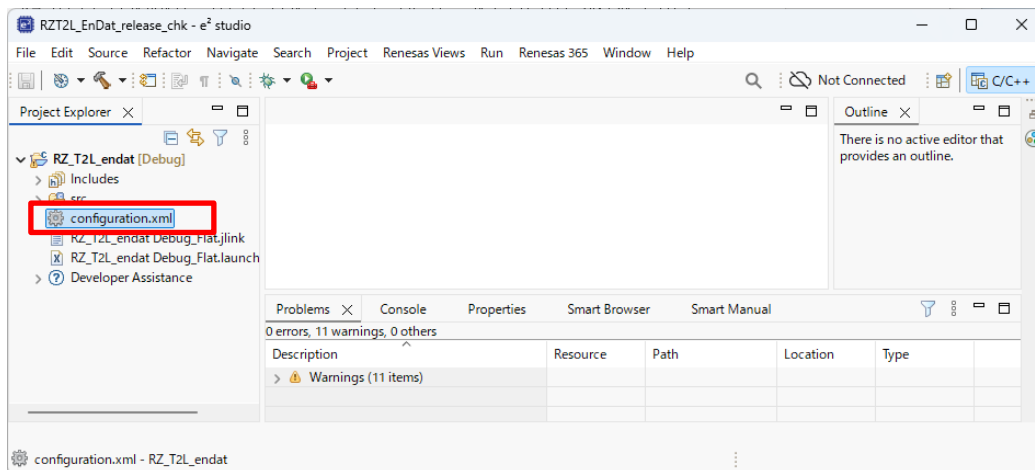 RZT2L_EnDat_release_chk - e² studio
File Edit Source Refactor Navigate Search Project Renesas Views Run Renesas 365 Window Help
Not Connected C/C++
Project Explorer
Outline
There is no active editor that
provides an outline.
RZ_T2L_endat [Debug]
Includes
src
configuration.xml
RZ_T2L_endat Debug_Flat.jlink
RZ_T2L_endat Debug_Flat.launch
Developer Assistance
Problems Console Properties Smart Browser Smart Manual
0 errors, 11 warnings, 0 others
Description Resource Path Location Type
Warnings (11 items)
configuration.xml - RZ_T2L_endat